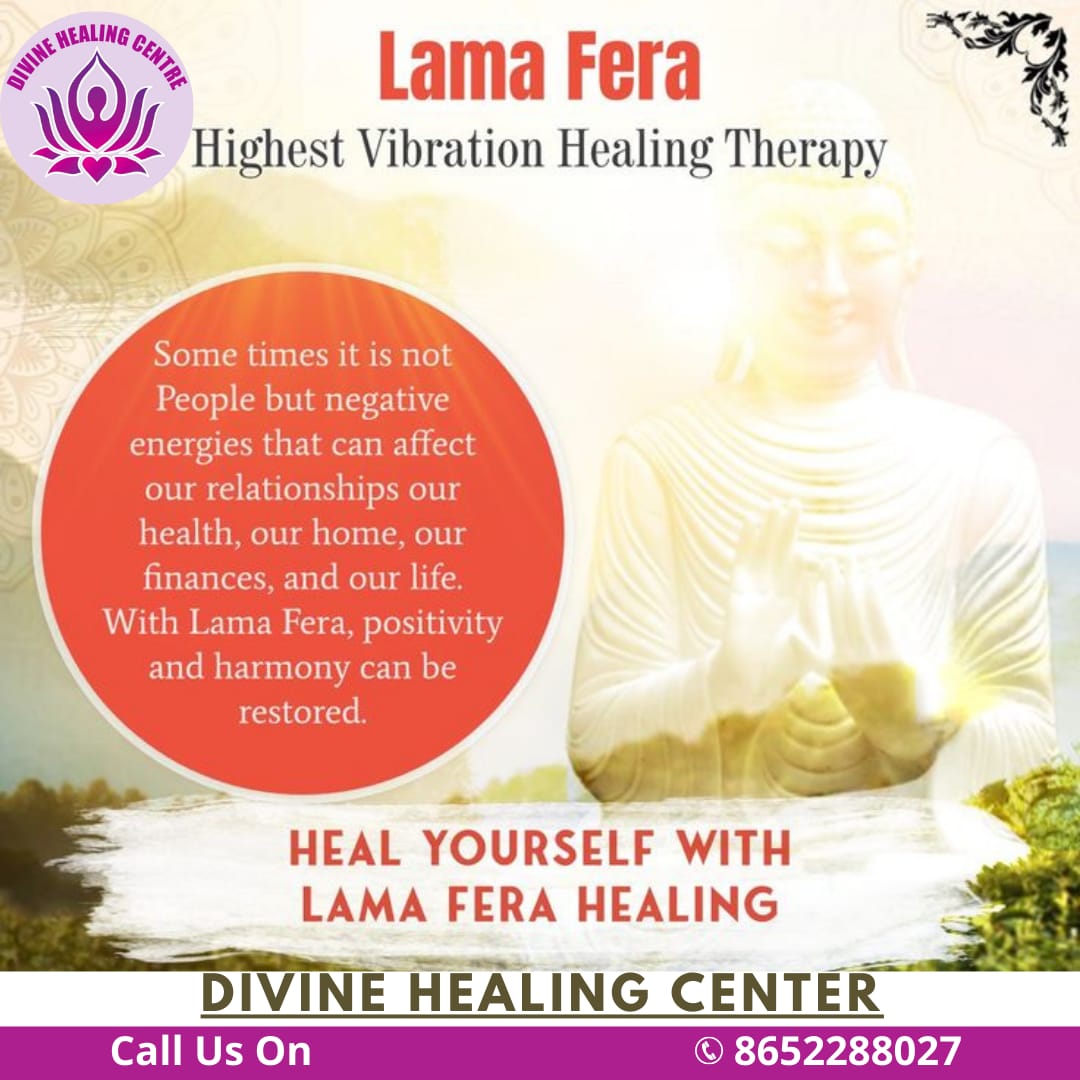 DIVINE HEALING CENTRE
Lama Fera
Highest Vibration Healing Therapy
Some times it is not
People but negative
energies that can affect
our relationships our
health, our home, our
finances, and our life.
With Lama Fera, positivity
and harmony can be
restored.
HEAL YOURSELF WITH
LAMA FERA HEALING
DIVINE HEALING CENTER
Call Us On
8652288027